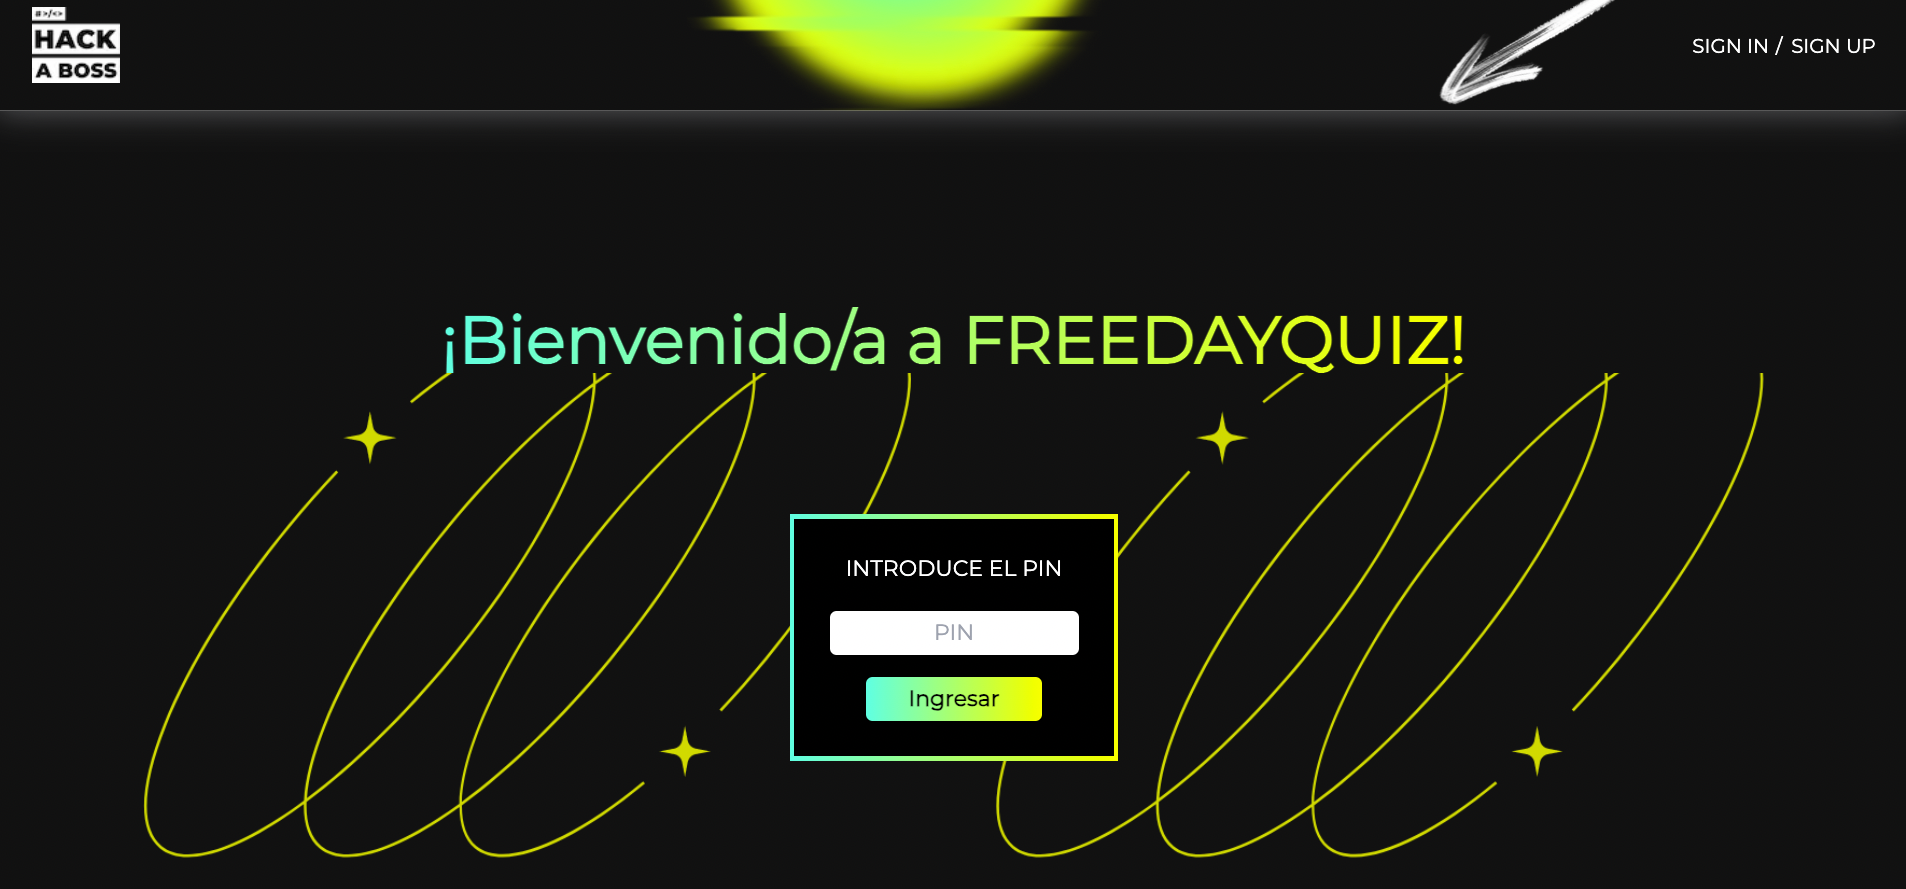 #>/<>
HACK
A BOSS
SIGN IN / SIGN UP
¡Bienvenido/a a FREEDAYQUIZ!
INTRODUCE EL PIN
PIN
Ingresar